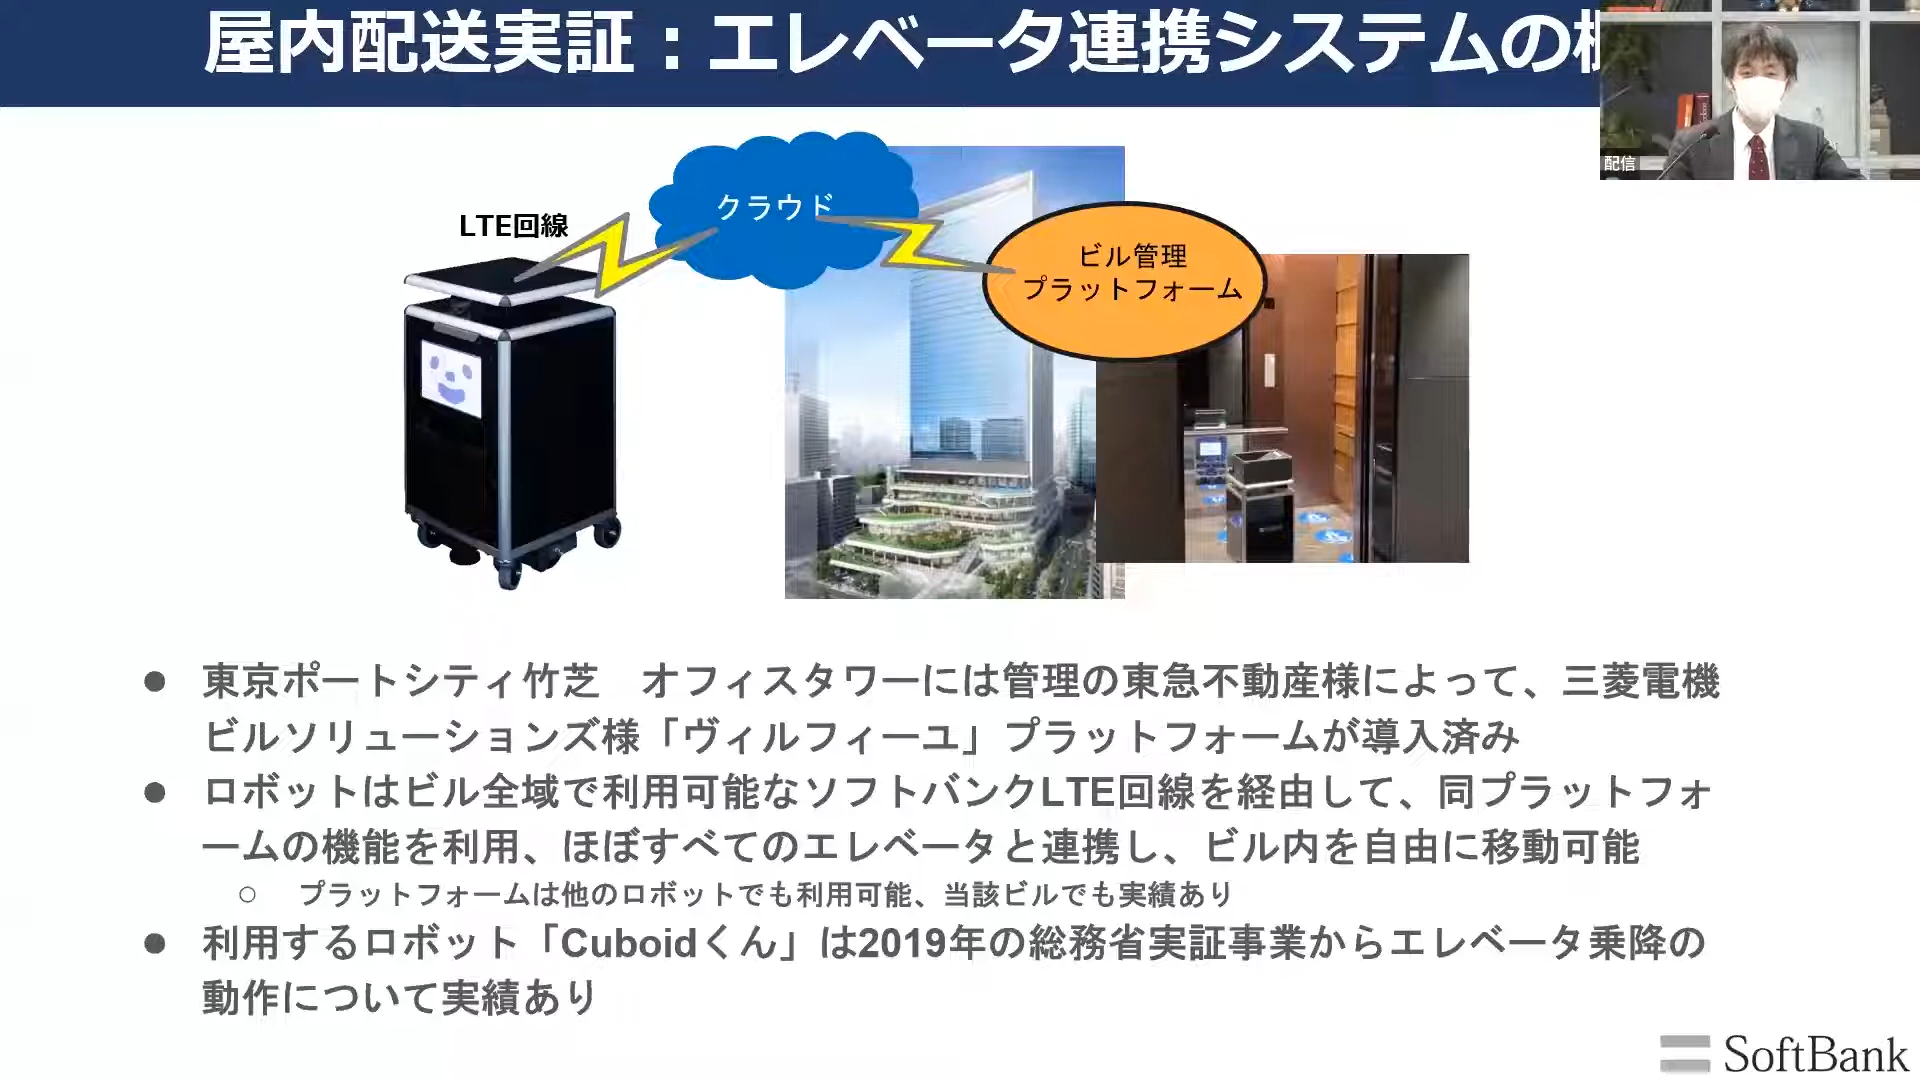 屋内配送実証：エレベータ連携システムの
配信
クラウド
LTE回線
ビル管理
プラットフォーム
● 東京ポートシティ竹芝　オフィスタワーには管理の東急不動産様によって、三菱電機
ビルソリューションズ様「ヴィルフィーユ」プラットフォームが導入済み
● ロボットはビル全域で利用可能なソフトバンクLTE回線を経由して、同プラットフォ
ームの機能を利用、ほぼすべてのエレベータと連携し、ビル内を自由に移動可能
○ プラットフォームは他のロボットでも利用可能、当該ビルでも実績あり
● 利用するロボット「Cuboidくん」は2019年の総務省実証事業からエレベータ乗降の
動作について実績あり
SoftBank